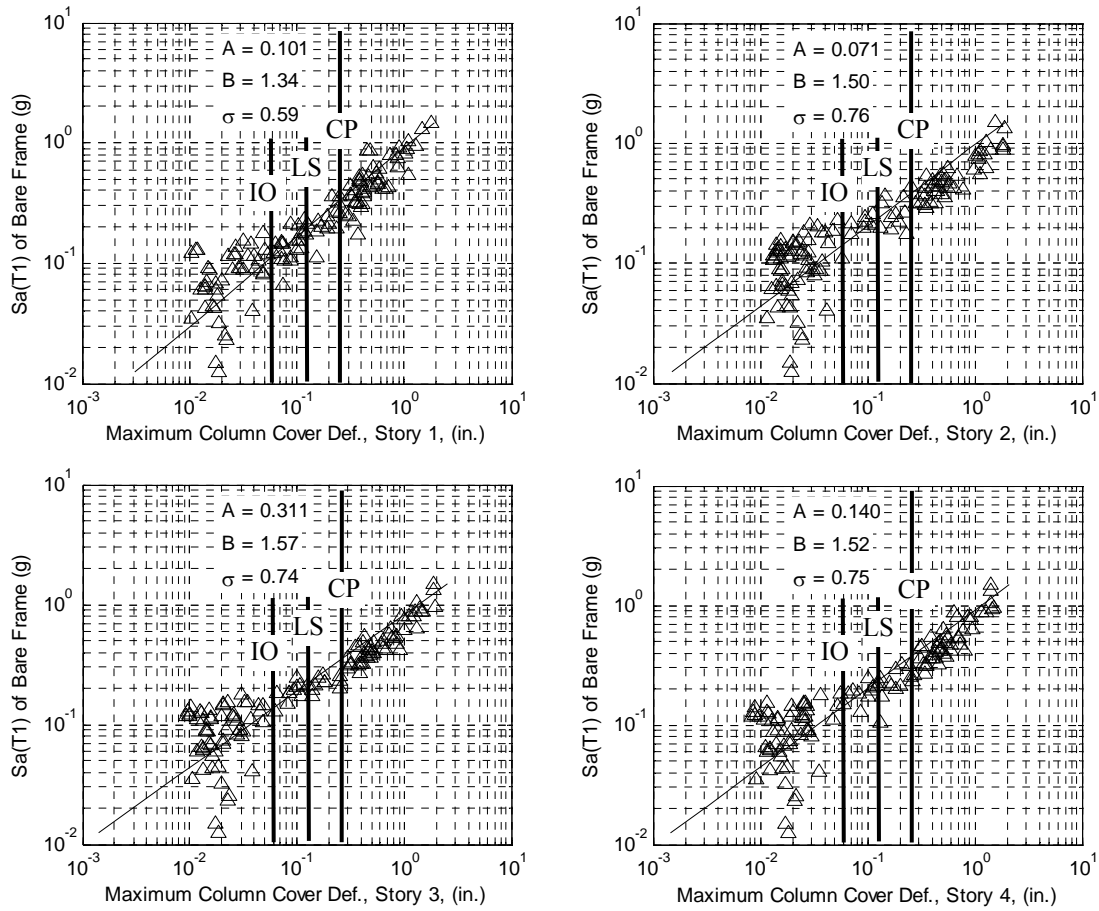 10^1
A = 0.101
B = 1.34
σ = 0.59
CP
10^0
LS
IO
10^-1
10^-2
10^-3 10^-2 10^-1 10^0 10^1
Sa(T1) of Bare Frame (g)
Maximum Column Cover Def., Story 1, (in.)
10^1
A = 0.071
B = 1.50
σ = 0.76
CP
10^0
LS
IO
10^-1
10^-2
10^-3 10^-2 10^-1 10^0 10^1
Sa(T1) of Bare Frame (g)
Maximum Column Cover Def., Story 2, (in.)
10^1
A = 0.311
B = 1.57
σ = 0.74
CP
10^0
LS
IO
10^-1
10^-2
10^-3 10^-2 10^-1 10^0 10^1
Sa(T1) of Bare Frame (g)
Maximum Column Cover Def., Story 3, (in.)
10^1
A = 0.140
B = 1.52
σ = 0.75
CP
10^0
LS
IO
10^-1
10^-2
10^-3 10^-2 10^-1 10^0 10^1
Sa(T1) of Bare Frame (g)
Maximum Column Cover Def., Story 4, (in.)